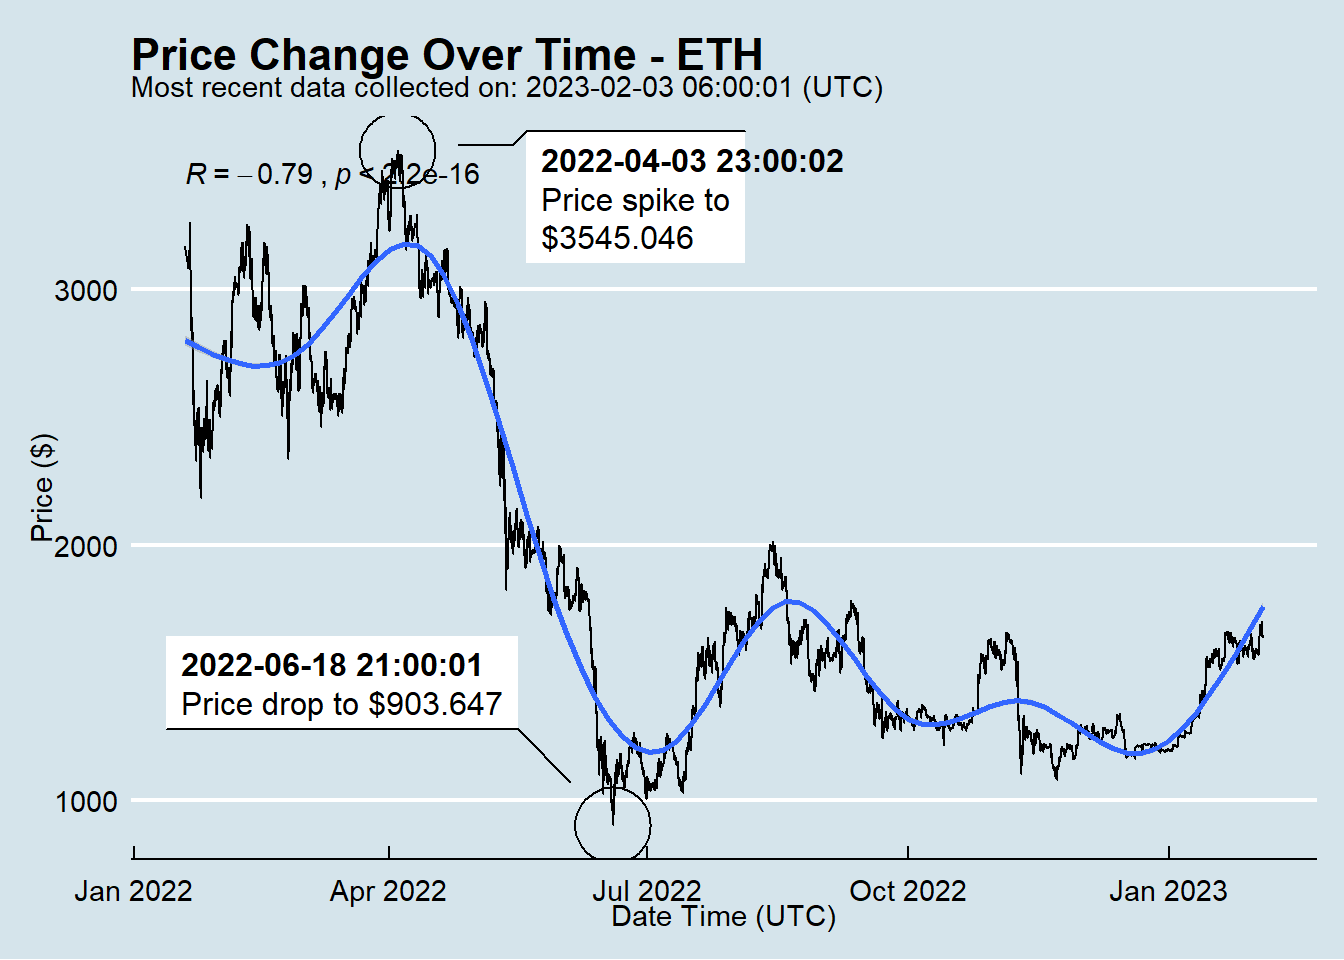 Price Change Over Time - ETH
Most recent data collected on: 2023-02-03 06:00:01 (UTC)
R = −0.79 , p < 2.2e-16
2022-04-03 23:00:02
Price spike to
$3545.046
3000
2000
1000
Price ($)
2022-06-18 21:00:01
Price drop to $903.647
Jan 2022
Apr 2022
Jul 2022
Oct 2022
Jan 2023
Date Time (UTC)